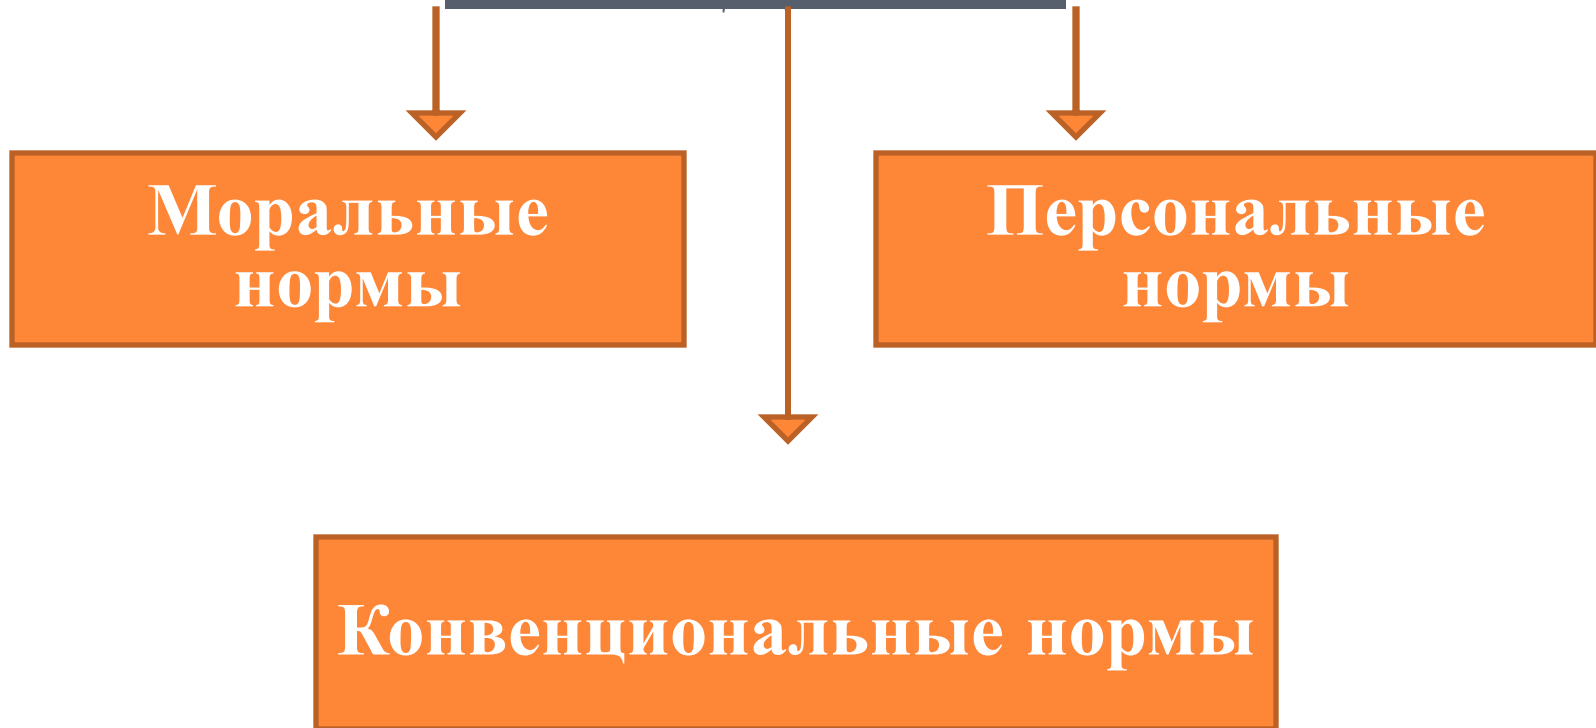 Моральные
нормы
Персональные
нормы
Конвенциональные нормы